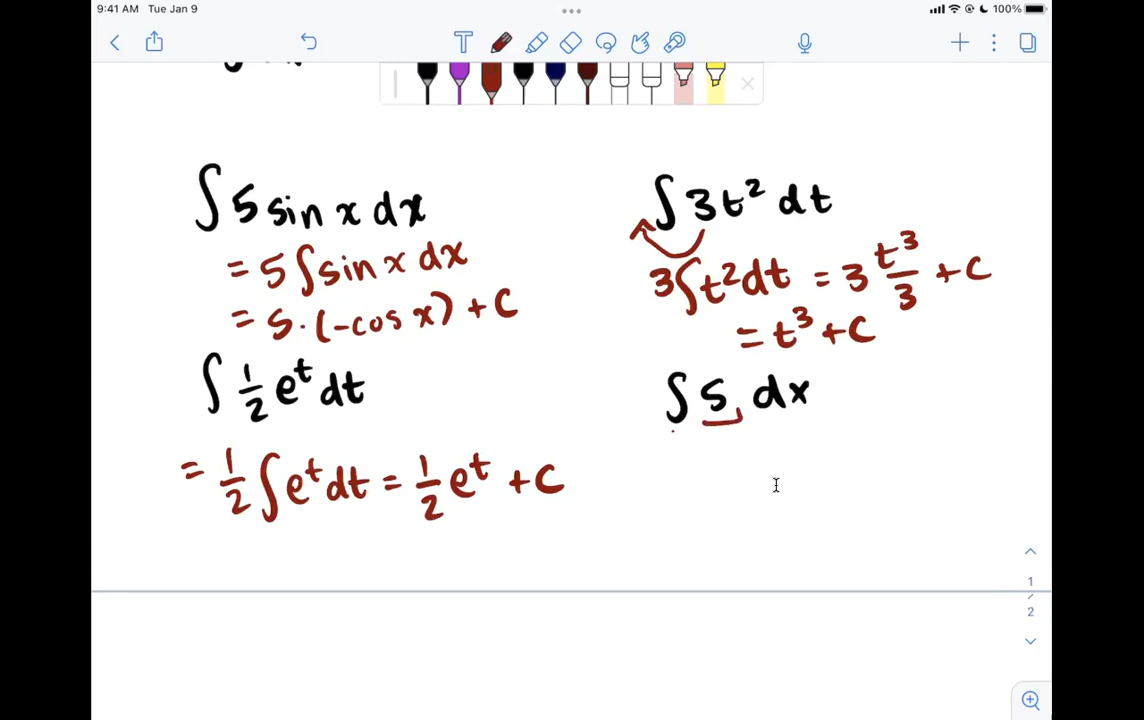 9:41 AM Tue Jan 9
100%
∫ 5 sin x dx
= 5 ∫ sin x dx
= 5 · (-cos x) + C
∫ 1/2 e^t dt
= 1/2 ∫ e^t dt = 1/2 e^t + C
∫ 3t² dt
3 ∫ t² dt = 3 t³/3 + C
= t³ + C
∫ 5 dx
1
/
2